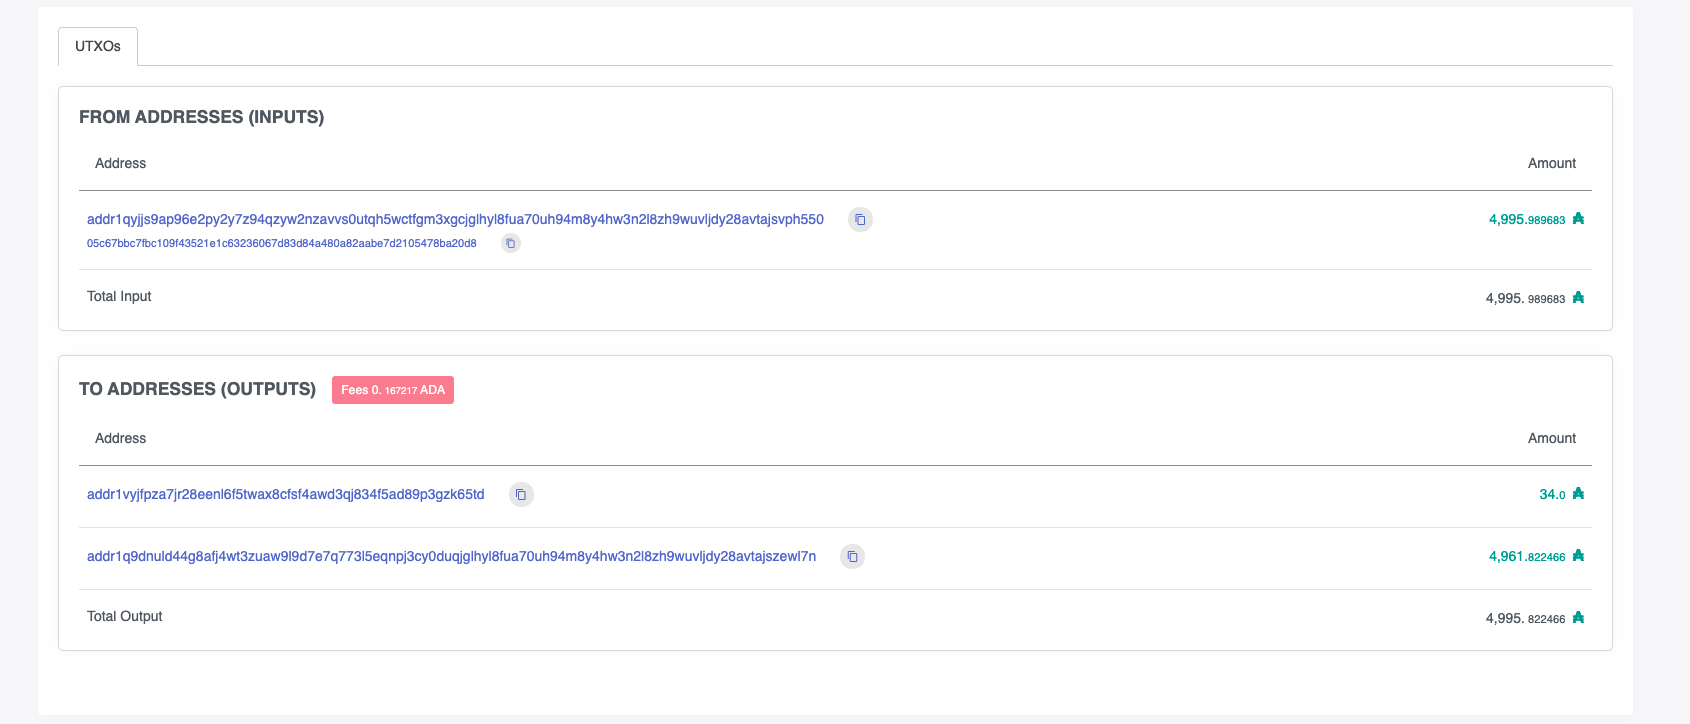 UTXOs
FROM ADDRESSES (INPUTS)
Address Amount
addr1qyjjs9ap96e2py2y7z94qzyw2nzavvs0utqh5wctfgm3xgcjglhyl8fua70uh94m8y4hw3n2l8zh9wuvljdy28avtajsvph550 4,995.989683 ₳
05c67bbc7fbc109f43521e1c63236067d83d84a480a82aabe7d2105478ba20d8
Total Input 4,995. 989683 ₳
TO ADDRESSES (OUTPUTS) Fees 0. 167217 ADA
Address Amount
addr1vyjfpza7jr28eenl6f5twax8cfsf4awd3qj834f5ad89p3gzk65td 34.0 ₳
addr1q9dnuld44g8afj4wt3zuaw9l9d7e7q773l5eqnpj3cy0duqjglhyl8fua70uh94m8y4hw3n2l8zh9wuvljdy28avtajszewl7n 4,961.822466 ₳
Total Output 4,995. 822466 ₳